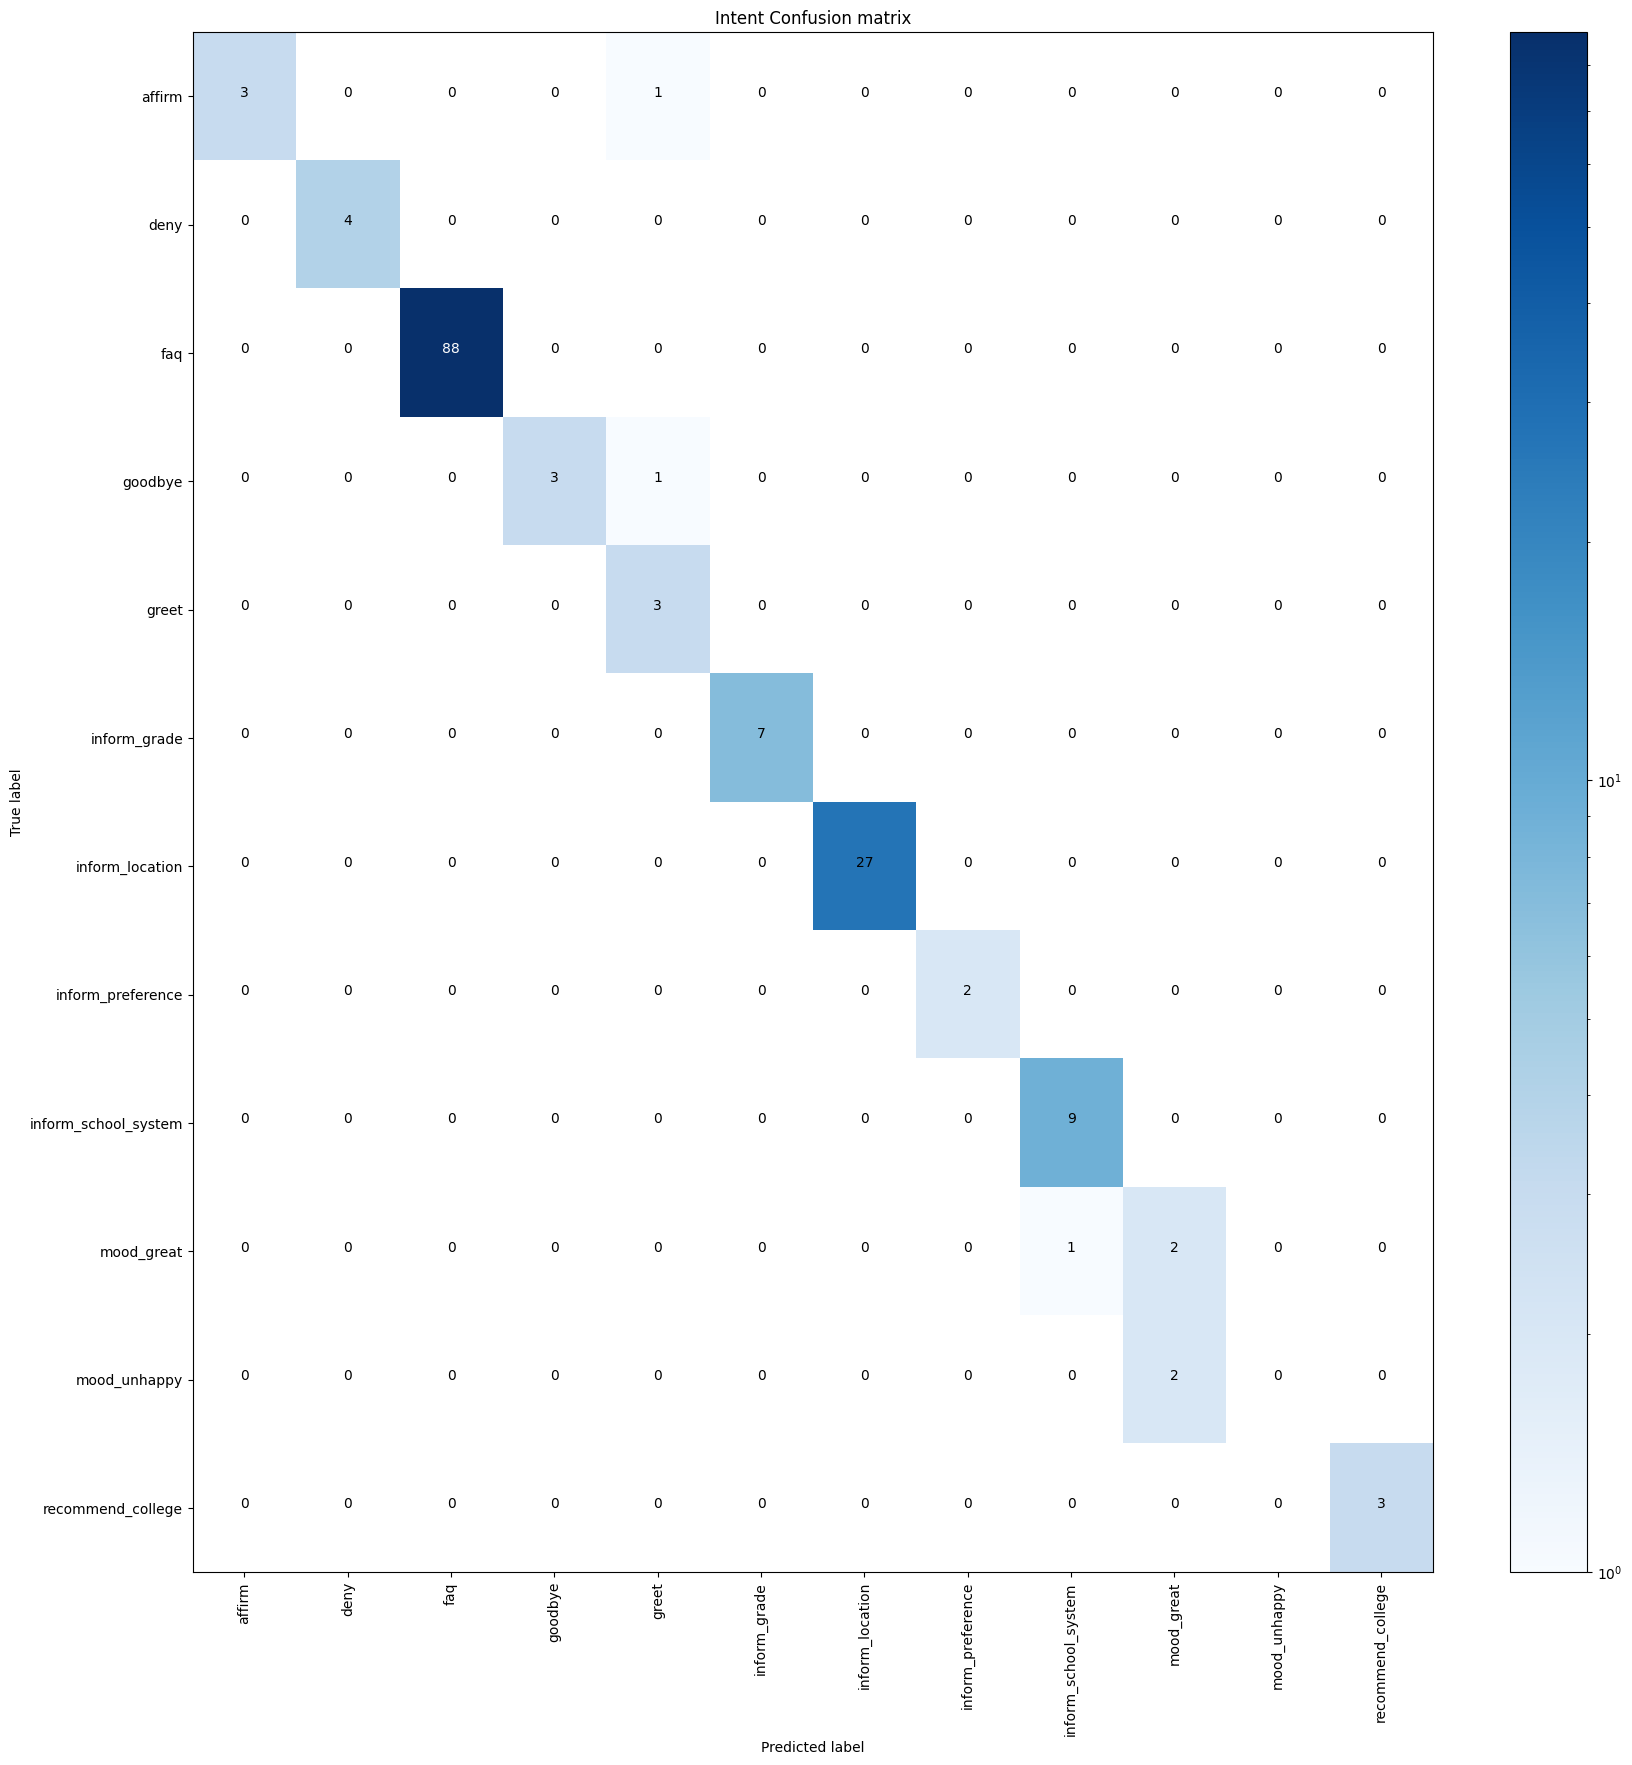 Intent Confusion matrix
affirm 3 0 0 0 1 0 0 0 0 0 0 0
deny 0 4 0 0 0 0 0 0 0 0 0 0
faq 0 0 88 0 0 0 0 0 0 0 0 0
goodbye 0 0 0 3 1 0 0 0 0 0 0 0
greet 0 0 0 0 3 0 0 0 0 0 0 0
inform_grade 0 0 0 0 0 7 0 0 0 0 0 0
inform_location 0 0 0 0 0 0 27 0 0 0 0 0
inform_preference 0 0 0 0 0 0 0 2 0 0 0 0
inform_school_system 0 0 0 0 0 0 0 0 9 0 0 0
mood_great 0 0 0 0 0 0 0 0 1 2 0 0
mood_unhappy 0 0 0 0 0 0 0 0 0 2 0 0
recommend_college 0 0 0 0 0 0 0 0 0 0 0 3
True label
affirm
deny
faq
goodbye
greet
inform_grade
inform_location
inform_preference
inform_school_system
mood_great
mood_unhappy
recommend_college
Predicted label
10¹
10⁰